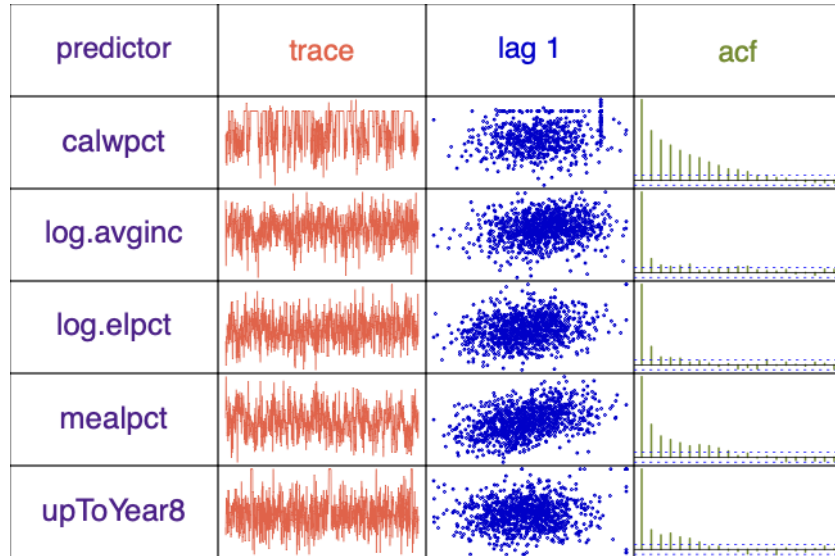 predictor trace lag 1 acf
calwpct
log.avginc
log.elpct
mealpct
upToYear8